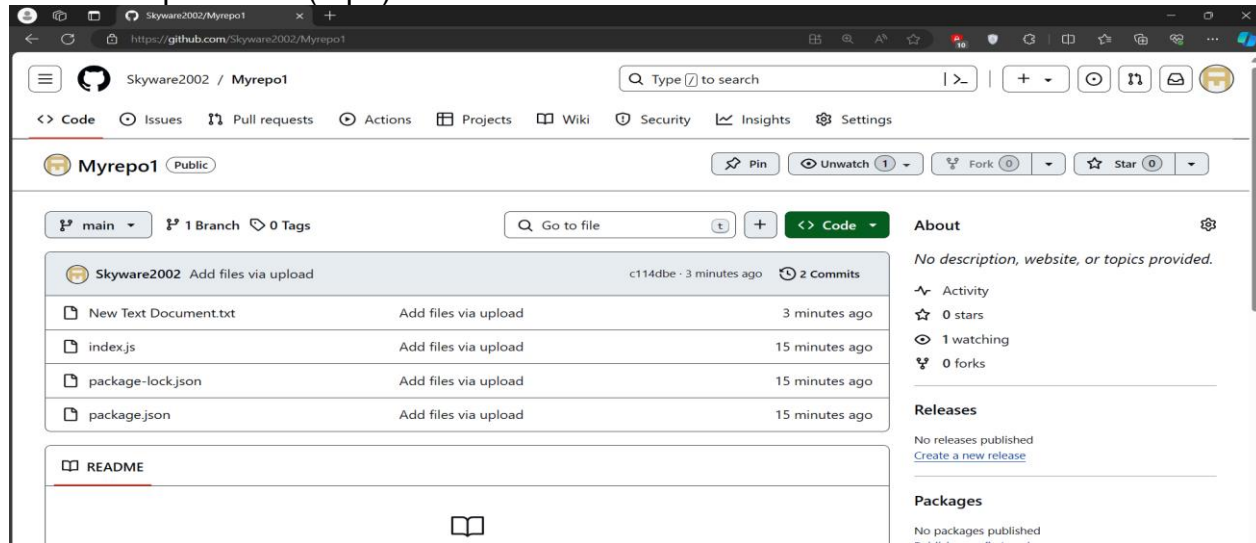 Skyware2002/Myrepo1
https://github.com/Skyware2002/Myrepo1
10
Skyware2002 / Myrepo1
Type / to search
<> Code Issues Pull requests Actions Projects Wiki Security Insights Settings
Myrepo1 Public
Pin Unwatch 1 Fork 0 Star 0
main 1 Branch 0 Tags
Go to file t + <> Code
About
Skyware2002 Add files via upload c114dbe · 3 minutes ago 2 Commits
No description, website, or topics provided.
New Text Document.txt Add files via upload 3 minutes ago
index.js Add files via upload 15 minutes ago
package-lock.json Add files via upload 15 minutes ago
package.json Add files via upload 15 minutes ago
Activity
0 stars
1 watching
0 forks
Releases
No releases published
Create a new release
README
Packages
No packages published